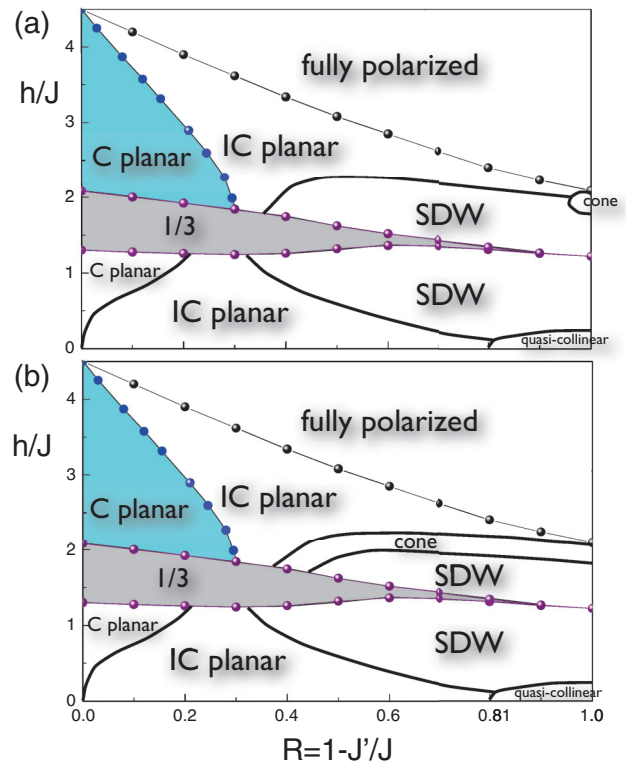 (a)
h/J
4
3
2
1
0
fully polarized
C planar
IC planar
cone
SDW
1/3
C planar
IC planar
SDW
quasi-collinear
(b)
h/J
4
3
2
1
0
fully polarized
C planar
IC planar
cone
SDW
1/3
C planar
IC planar
SDW
quasi-collinear
0.0 0.2 0.4 0.6 0.81 1.0
R=1-J'/J